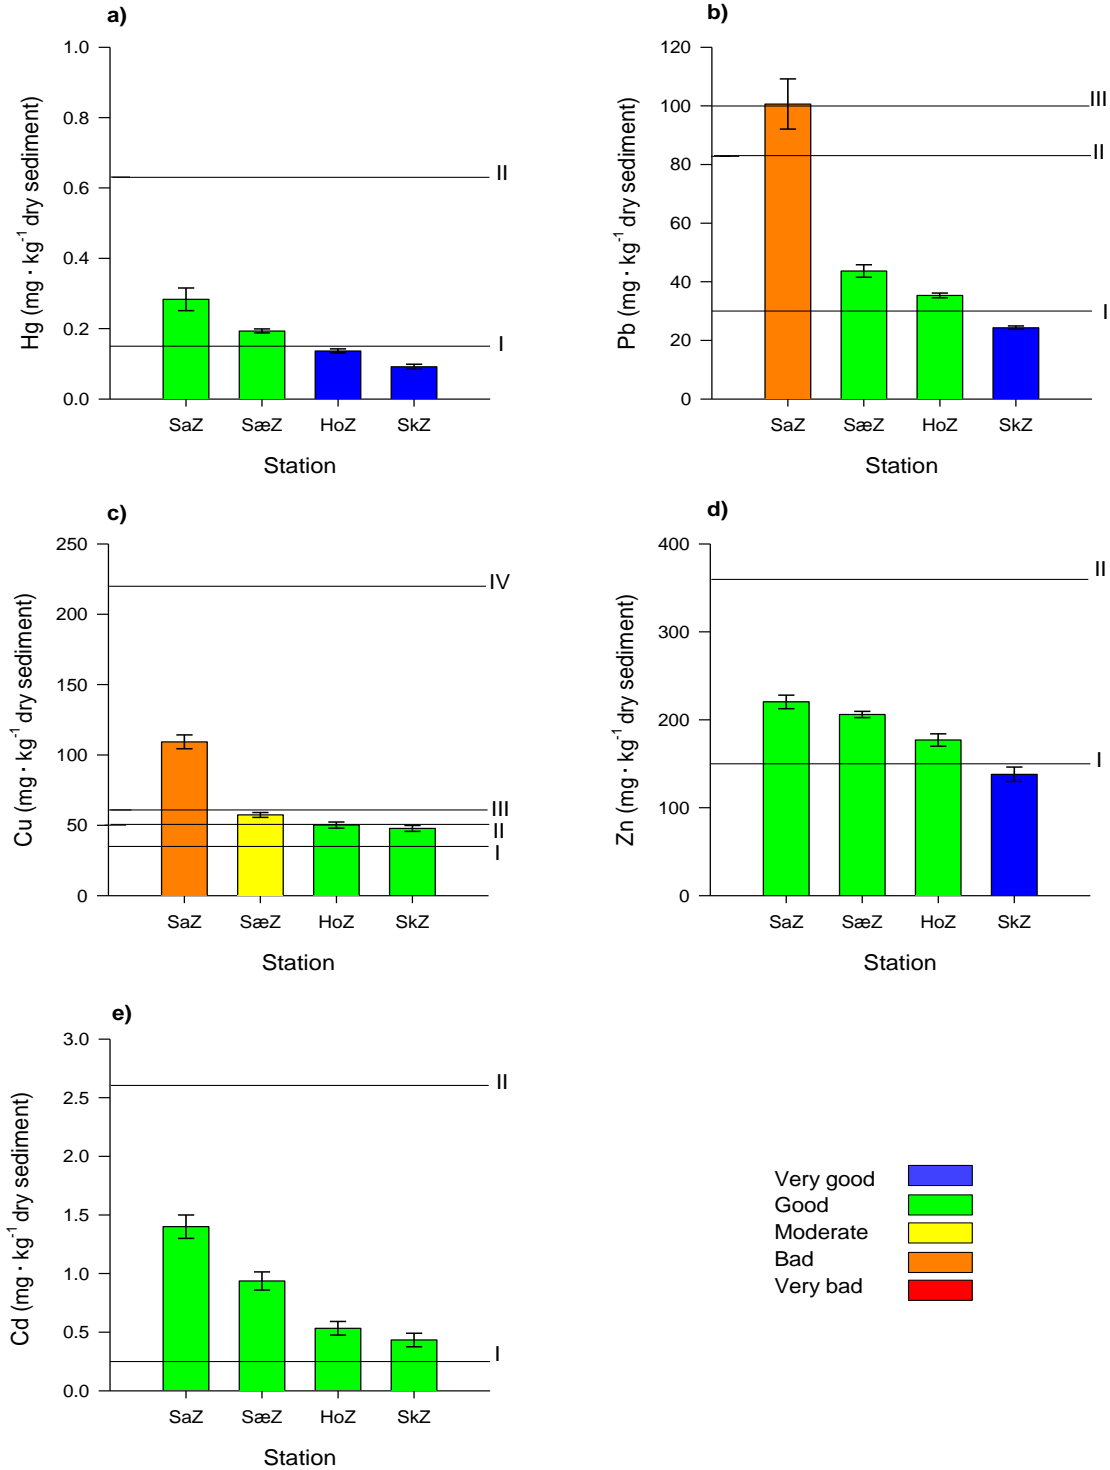 a)
1.0
0.8
0.6
0.4
0.2
0.0
Hg (mg · kg⁻¹ dry sediment)
II
I
SaZ SæZ HoZ SkZ
Station
b)
120
100
80
60
40
20
0
Pb (mg · kg⁻¹ dry sediment)
III
II
I
SaZ SæZ HoZ SkZ
Station
c)
250
200
150
100
50
0
Cu (mg · kg⁻¹ dry sediment)
IV
III
II
I
SaZ SæZ HoZ SkZ
Station
d)
400
300
200
100
0
Zn (mg · kg⁻¹ dry sediment)
II
I
SaZ SæZ HoZ SkZ
Station
e)
3.0
2.5
2.0
1.5
1.0
0.5
0.0
Cd (mg · kg⁻¹ dry sediment)
II
I
SaZ SæZ HoZ SkZ
Station
Very good
Good
Moderate
Bad
Very bad